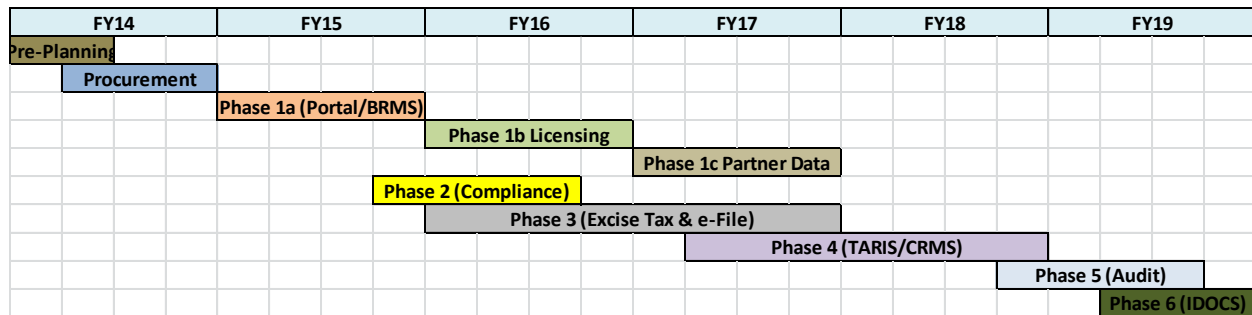 FY14 FY15 FY16 FY17 FY18 FY19
Pre-Planning
Procurement
Phase 1a (Portal/BRMS)
Phase 1b Licensing
Phase 1c Partner Data
Phase 2 (Compliance)
Phase 3 (Excise Tax & e-File)
Phase 4 (TARIS/CRMS)
Phase 5 (Audit)
Phase 6 (IDOCS)